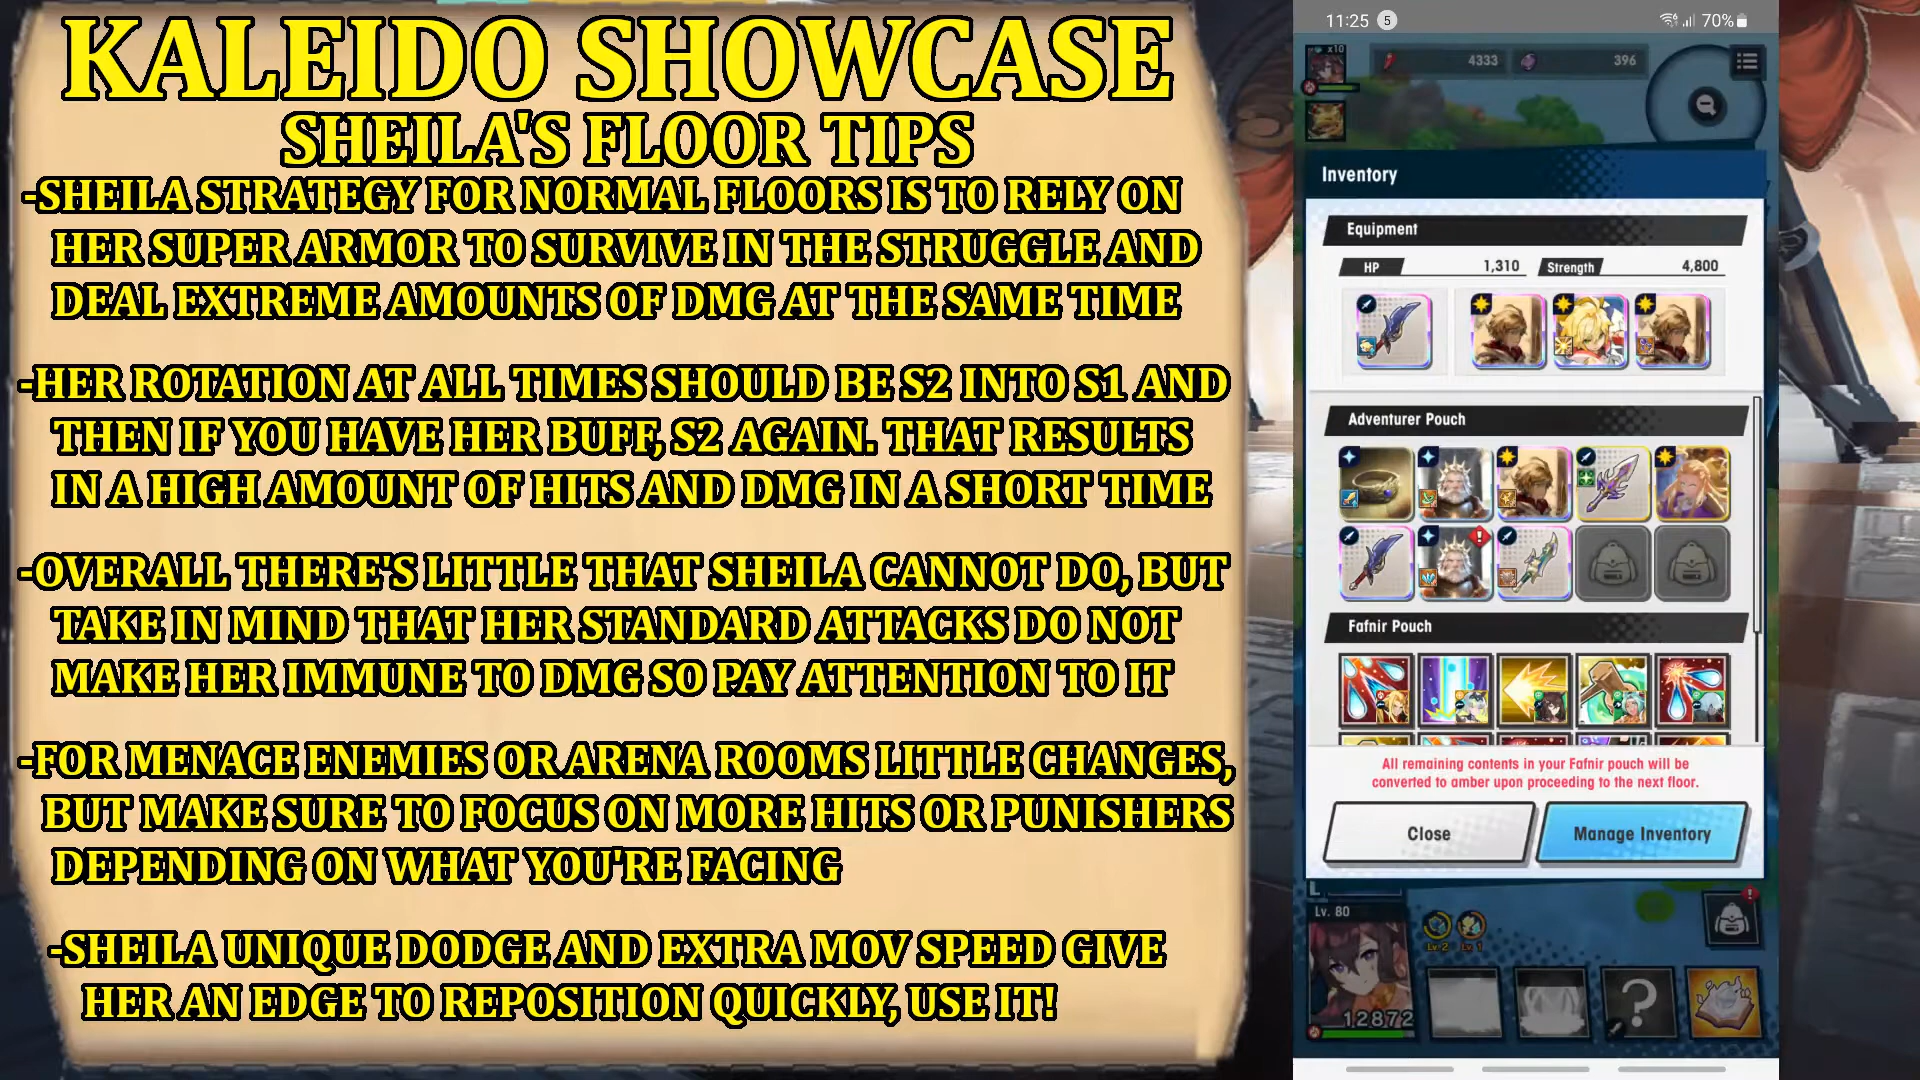 KALEIDO SHOWCASE
SHEILA'S FLOOR TIPS
-SHEILA STRATEGY FOR NORMAL FLOORS IS TO RELY ON
HER SUPER ARMOR TO SURVIVE IN THE STRUGGLE AND
DEAL EXTREME AMOUNTS OF DMG AT THE SAME TIME
-HER ROTATION AT ALL TIMES SHOULD BE S2 INTO S1 AND
THEN IF YOU HAVE HER BUFF, S2 AGAIN. THAT RESULTS
IN A HIGH AMOUNT OF HITS AND DMG IN A SHORT TIME
-OVERALL THERE'S LITTLE THAT SHEILA CANNOT DO, BUT
TAKE IN MIND THAT HER STANDARD ATTACKS DO NOT
MAKE HER IMMUNE TO DMG SO PAY ATTENTION TO IT
-FOR MENACE ENEMIES OR ARENA ROOMS LITTLE CHANGES,
BUT MAKE SURE TO FOCUS ON MORE HITS OR PUNISHERS
DEPENDING ON WHAT YOU'RE FACING
-SHEILA UNIQUE DODGE AND EXTRA MOV SPEED GIVE
HER AN EDGE TO REPOSITION QUICKLY, USE IT!
11:25 5 70%
x10 4333 396
Inventory
Equipment
HP 1,310 Strength 4,800
Adventurer Pouch
Fafnir Pouch
All remaining contents in your Fafnir pouch will be
converted to amber upon proceeding to the next floor.
Close Manage Inventory
Lv. 80
Lv. 2 Lv. 1
?
12872